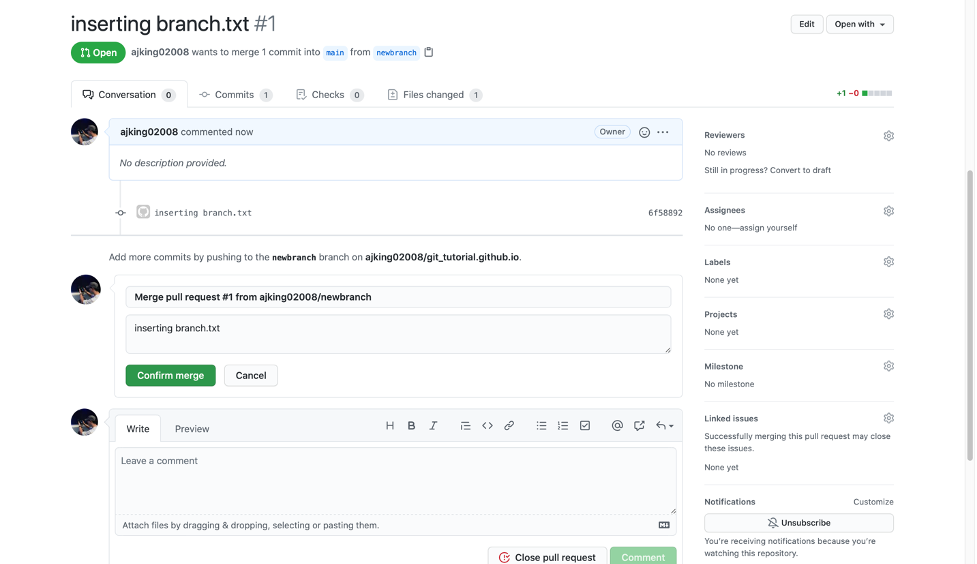 inserting branch.txt #1
Edit
Open with
Open
ajking02008 wants to merge 1 commit into main from newbranch
Conversation 0
Commits 1
Checks 0
Files changed 1
+1 −0
ajking02008 commented now
Owner
No description provided.
inserting branch.txt
6f58892
Add more commits by pushing to the newbranch branch on ajking02008/git_tutorial.github.io.
Merge pull request #1 from ajking02008/newbranch
inserting branch.txt
Confirm merge
Cancel
Write
Preview
H B I
Leave a comment
Attach files by dragging & dropping, selecting or pasting them.
Close pull request
Comment
Reviewers
No reviews
Still in progress? Convert to draft
Assignees
No one—assign yourself
Labels
None yet
Projects
None yet
Milestone
No milestone
Linked issues
Successfully merging this pull request may close
these issues.
None yet
Notifications
Customize
Unsubscribe
You're receiving notifications because you're
watching this repository.